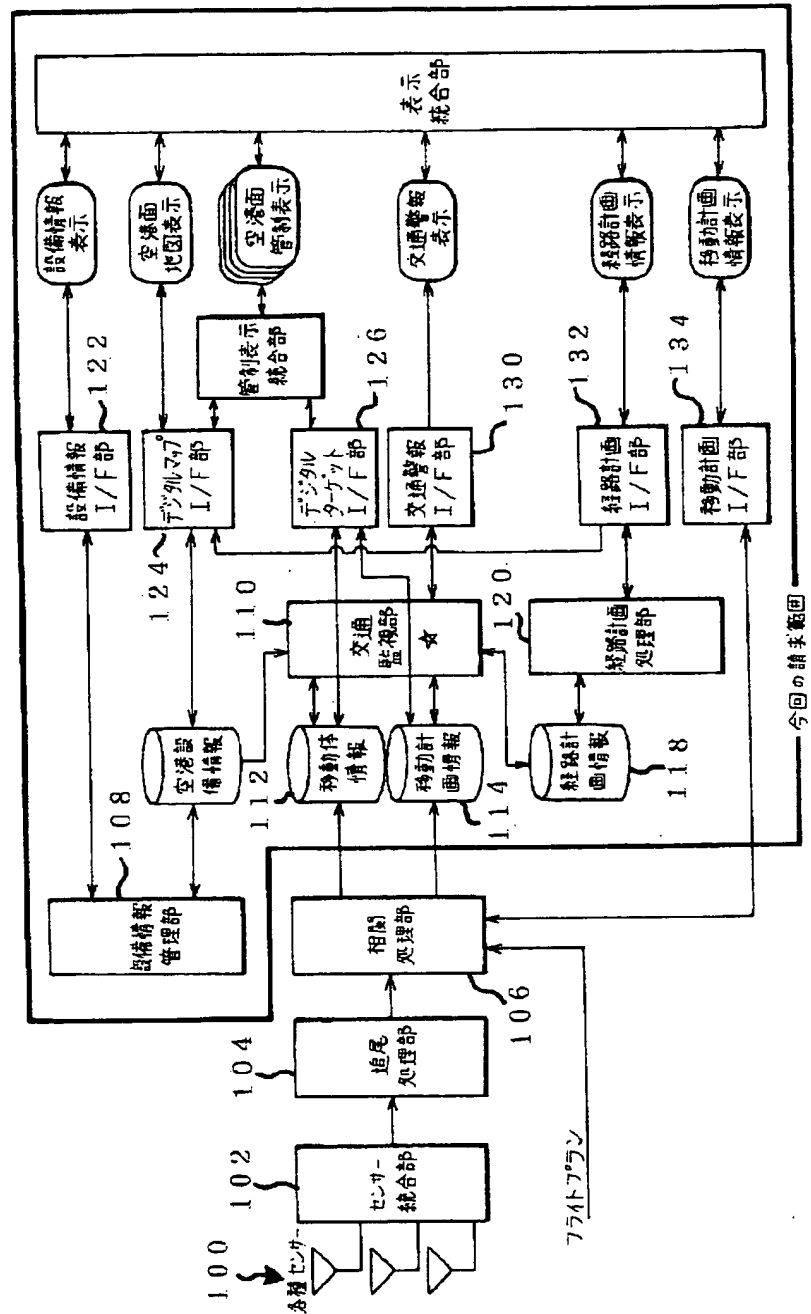 100
各種センサー
センサー
統合部
102
追尾
処理部
104
相関
処理部
106
フライトプラン
設備情報
管理部
108
空港設
備情報
移動体
情報
112
移動計
画情報
114
経路計
画情報
118
交通
監視部
☆
110
経路計画
処理部
120
設備情報
I/F部
122
デジタルマップ
I/F部
124
デジタル
ターゲット
I/F部
126
交通警報
I/F部
130
経路計画
I/F部
132
移動計画
I/F部
134
管制表示
統合部
設備情報
表示
空港面
地図表示
空港面
管制表示
交通警報
表示
経路計画
情報表示
移動計画
情報表示
表示
統合部
今回の請求範囲